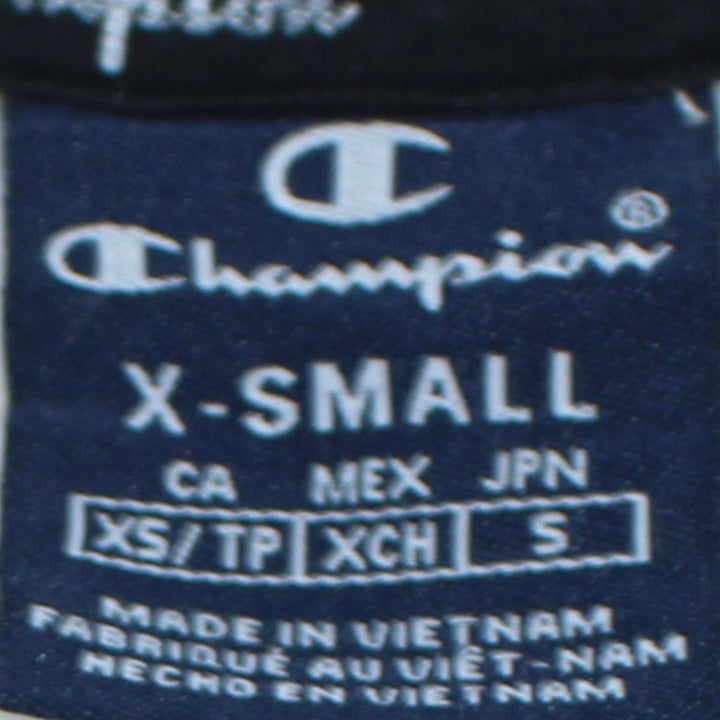 Champion®
X-SMALL
CA MEX JPN
XS/TP XCH S
MADE IN VIETNAM
FABRIQUÉ AU VIÊT-NAM
HECHO EN VIETNAM